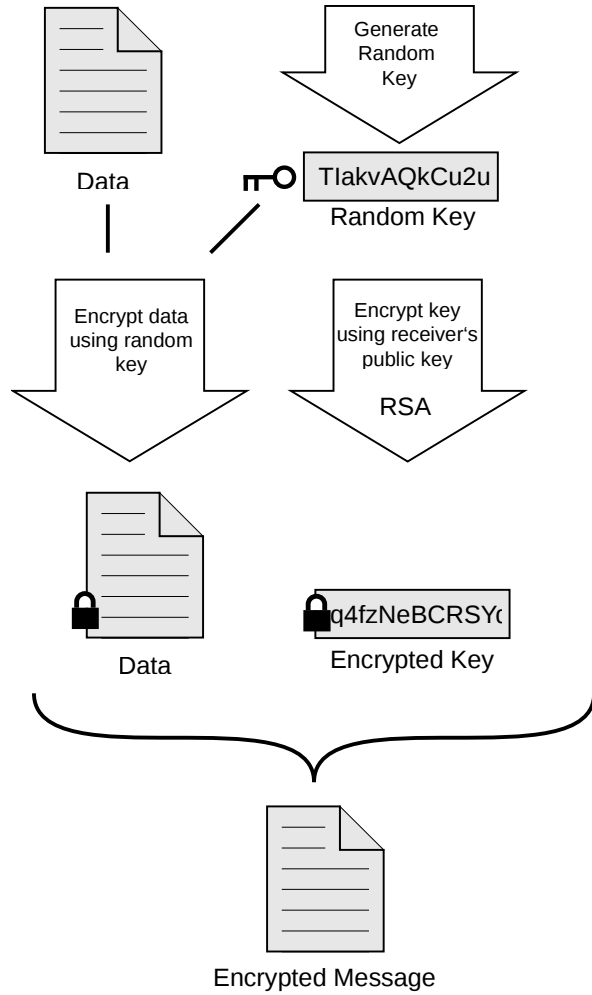 Generate
Random
Key
Data
TIakvAQkCu2u
Random Key
Encrypt data
using random
key
Encrypt key
using receiver‘s
public key
RSA
q4fzNeBCRSYc
Data
Encrypted Key
Encrypted Message